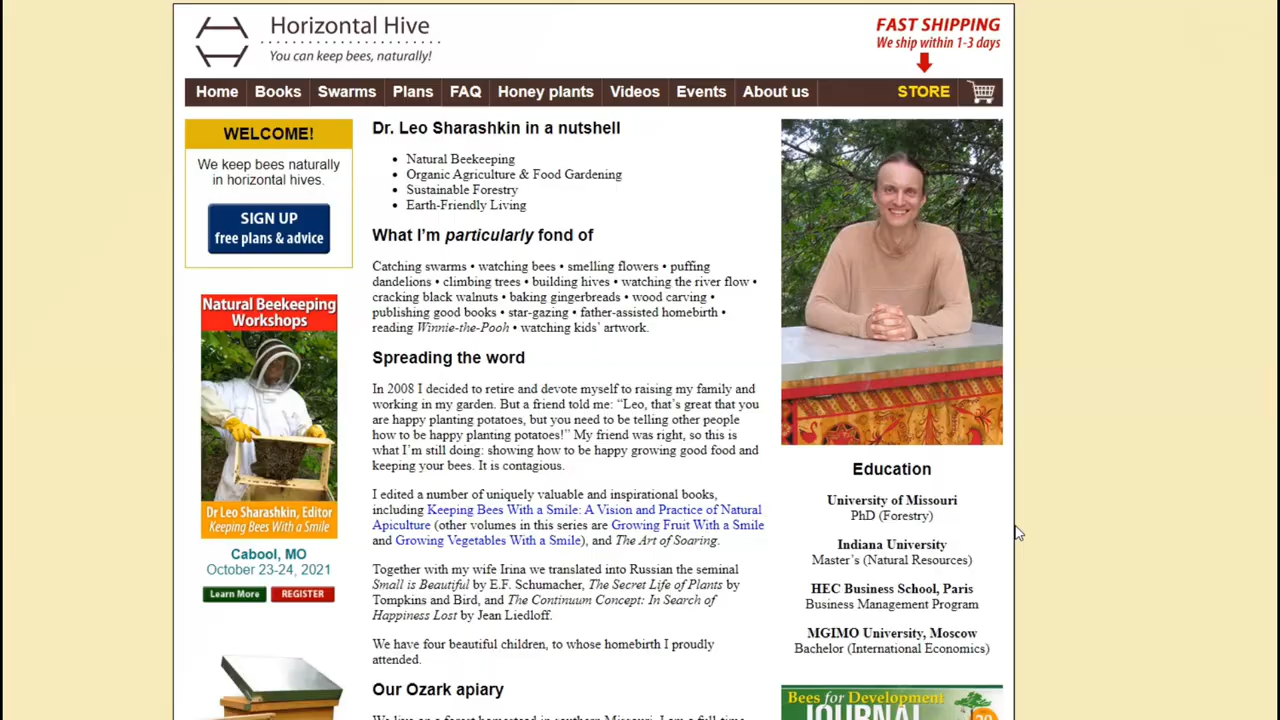 Horizontal Hive
You can keep bees, naturally!
FAST SHIPPING
We ship within 1-3 days
Home Books Swarms Plans FAQ Honey plants Videos Events About us STORE
WELCOME!
We keep bees naturally
in horizontal hives.
SIGN UP
free plans & advice
Natural Beekeeping
Workshops
Dr Leo Sharashkin, Editor
Keeping Bees With a Smile
Cabool, MO
October 23-24, 2021
Learn More REGISTER
Dr. Leo Sharashkin in a nutshell
• Natural Beekeeping
• Organic Agriculture & Food Gardening
• Sustainable Forestry
• Earth-Friendly Living
What I’m particularly fond of
Catching swarms • watching bees • smelling flowers • puffing
dandelions • climbing trees • building hives • watching the river flow •
cracking black walnuts • baking gingerbreads • wood carving •
publishing good books • star-gazing • father-assisted homebirth •
reading Winnie-the-Pooh • watching kids’ artwork.
Spreading the word
In 2008 I decided to retire and devote myself to raising my family and
working in my garden. But a friend told me: “Leo, that’s great that you
are happy planting potatoes, but you need to be telling other people
how to be happy planting potatoes!” My friend was right, so this is
what I’m still doing: showing how to be happy growing good food and
keeping your bees. It is contagious.
I edited a number of uniquely valuable and inspirational books,
including Keeping Bees With a Smile: A Vision and Practice of Natural
Apiculture (other volumes in this series are Growing Fruit With a Smile
and Growing Vegetables With a Smile), and The Art of Soaring.
Together with my wife Irina we translated into Russian the seminal
Small is Beautiful by E.F. Schumacher, The Secret Life of Plants by
Tompkins and Bird, and The Continuum Concept: In Search of
Happiness Lost by Jean Liedloff.
We have four beautiful children, to whose homebirth I proudly
attended.
Our Ozark apiary
Education
University of Missouri
PhD (Forestry)
Indiana University
Master’s (Natural Resources)
HEC Business School, Paris
Business Management Program
MGIMO University, Moscow
Bachelor (International Economics)
Bees for Development
JOURNAL